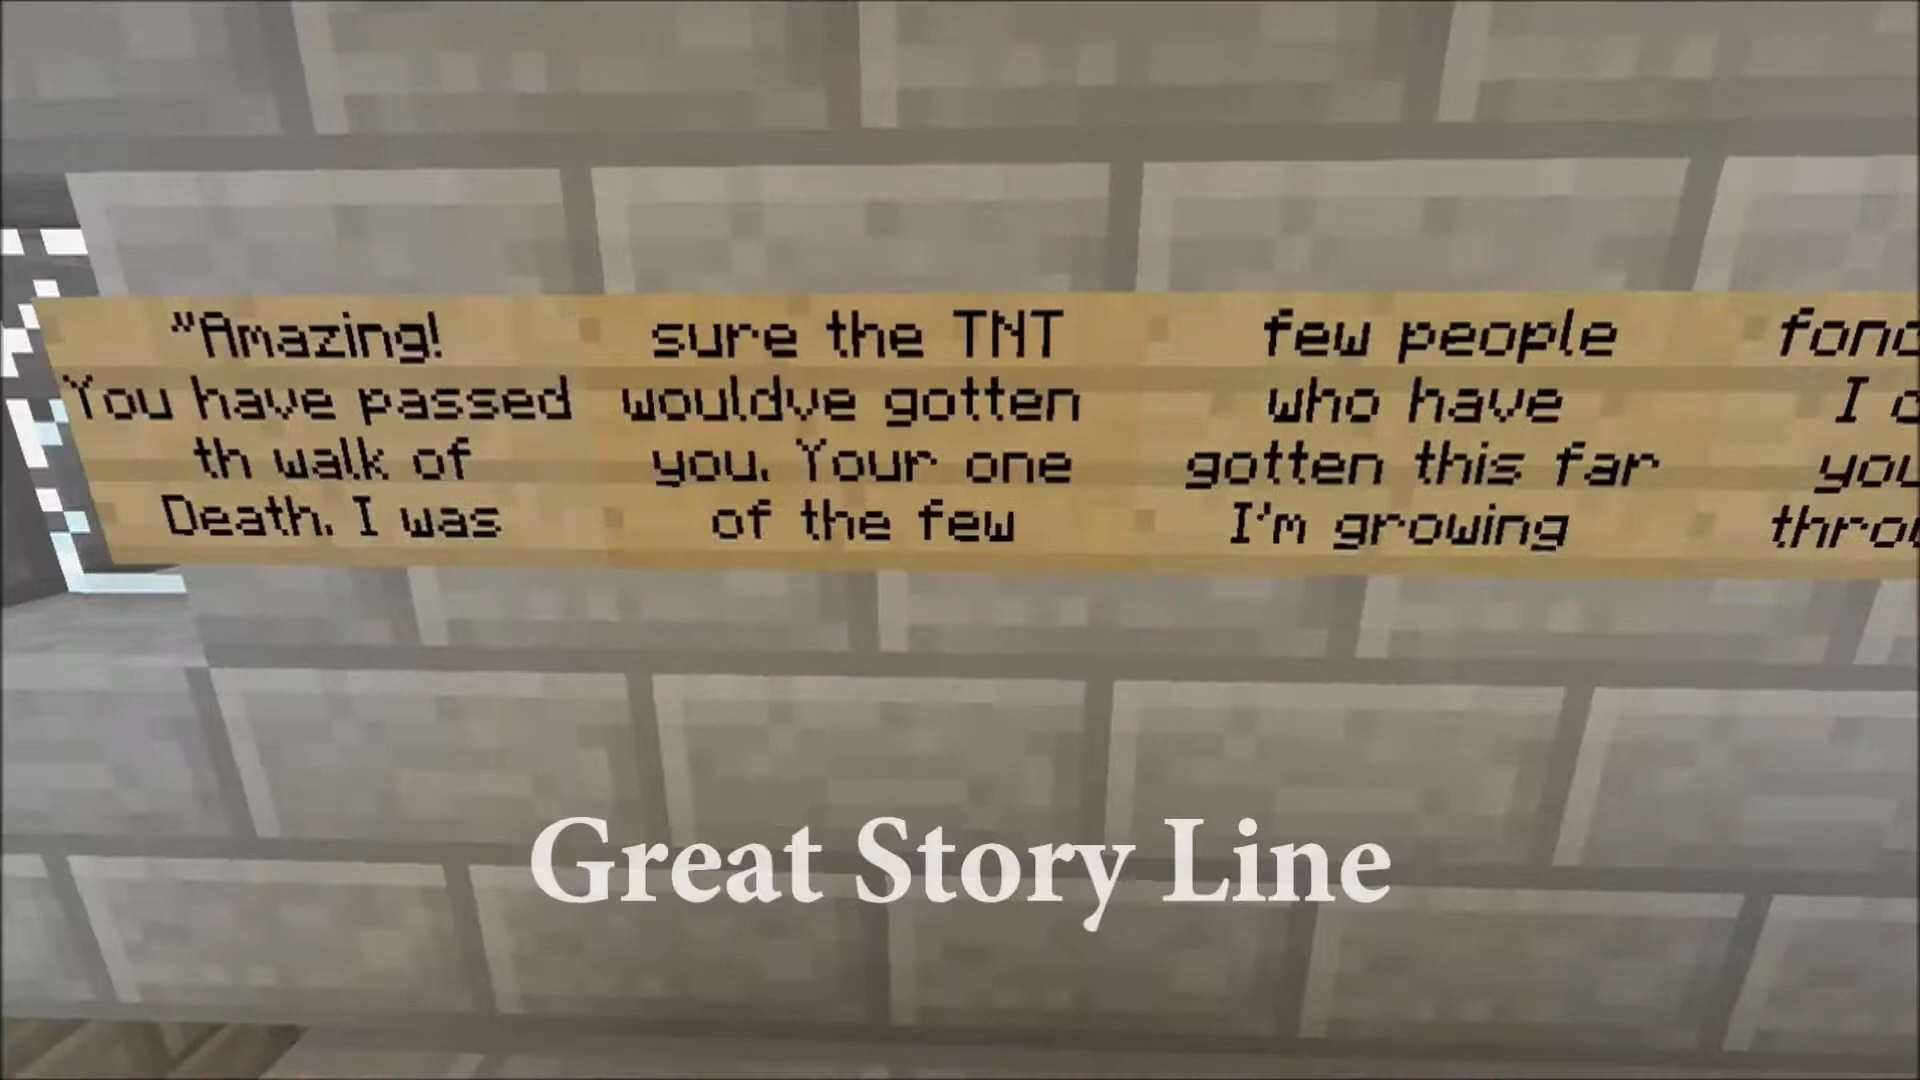 "Amazing!
You have passed
th walk of
Death. I was
sure the TNT
wouldve gotten
you. Your one
of the few
few people
who have
gotten this far
I'm growing
I
Great Story Line